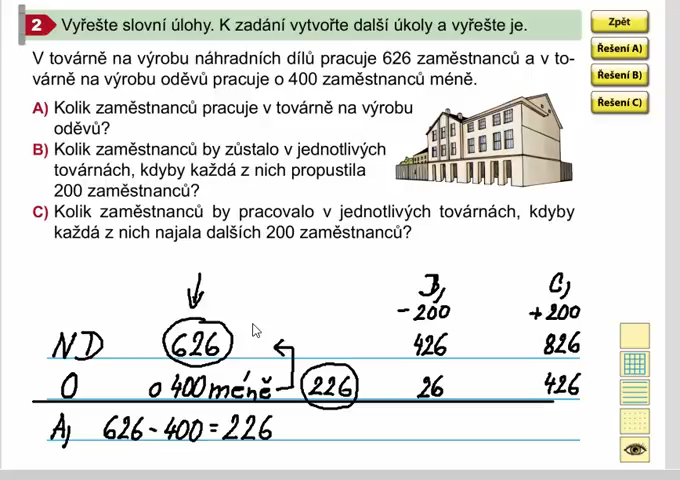 2 Vyřešte slovní úlohy. K zadání vytvořte další úkoly a vyřešte je.
V továrně na výrobu náhradních dílů pracuje 626 zaměstnanců a v to-
várně na výrobu oděvů pracuje o 400 zaměstnanců méně.
A) Kolik zaměstnanců pracuje v továrně na výrobu
oděvů?
B) Kolik zaměstnanců by zůstalo v jednotlivých
továrnách, kdyby každá z nich propustila
200 zaměstnanců?
C) Kolik zaměstnanců by pracovalo v jednotlivých továrnách, kdyby
každá z nich najala dalších 200 zaměstnanců?
Zpět
Řešení A)
Řešení B)
Řešení C)
B) C)
- 200 + 200
ND 626 426 826
O o 400 méně 226 26 426
A) 626 - 400 = 226